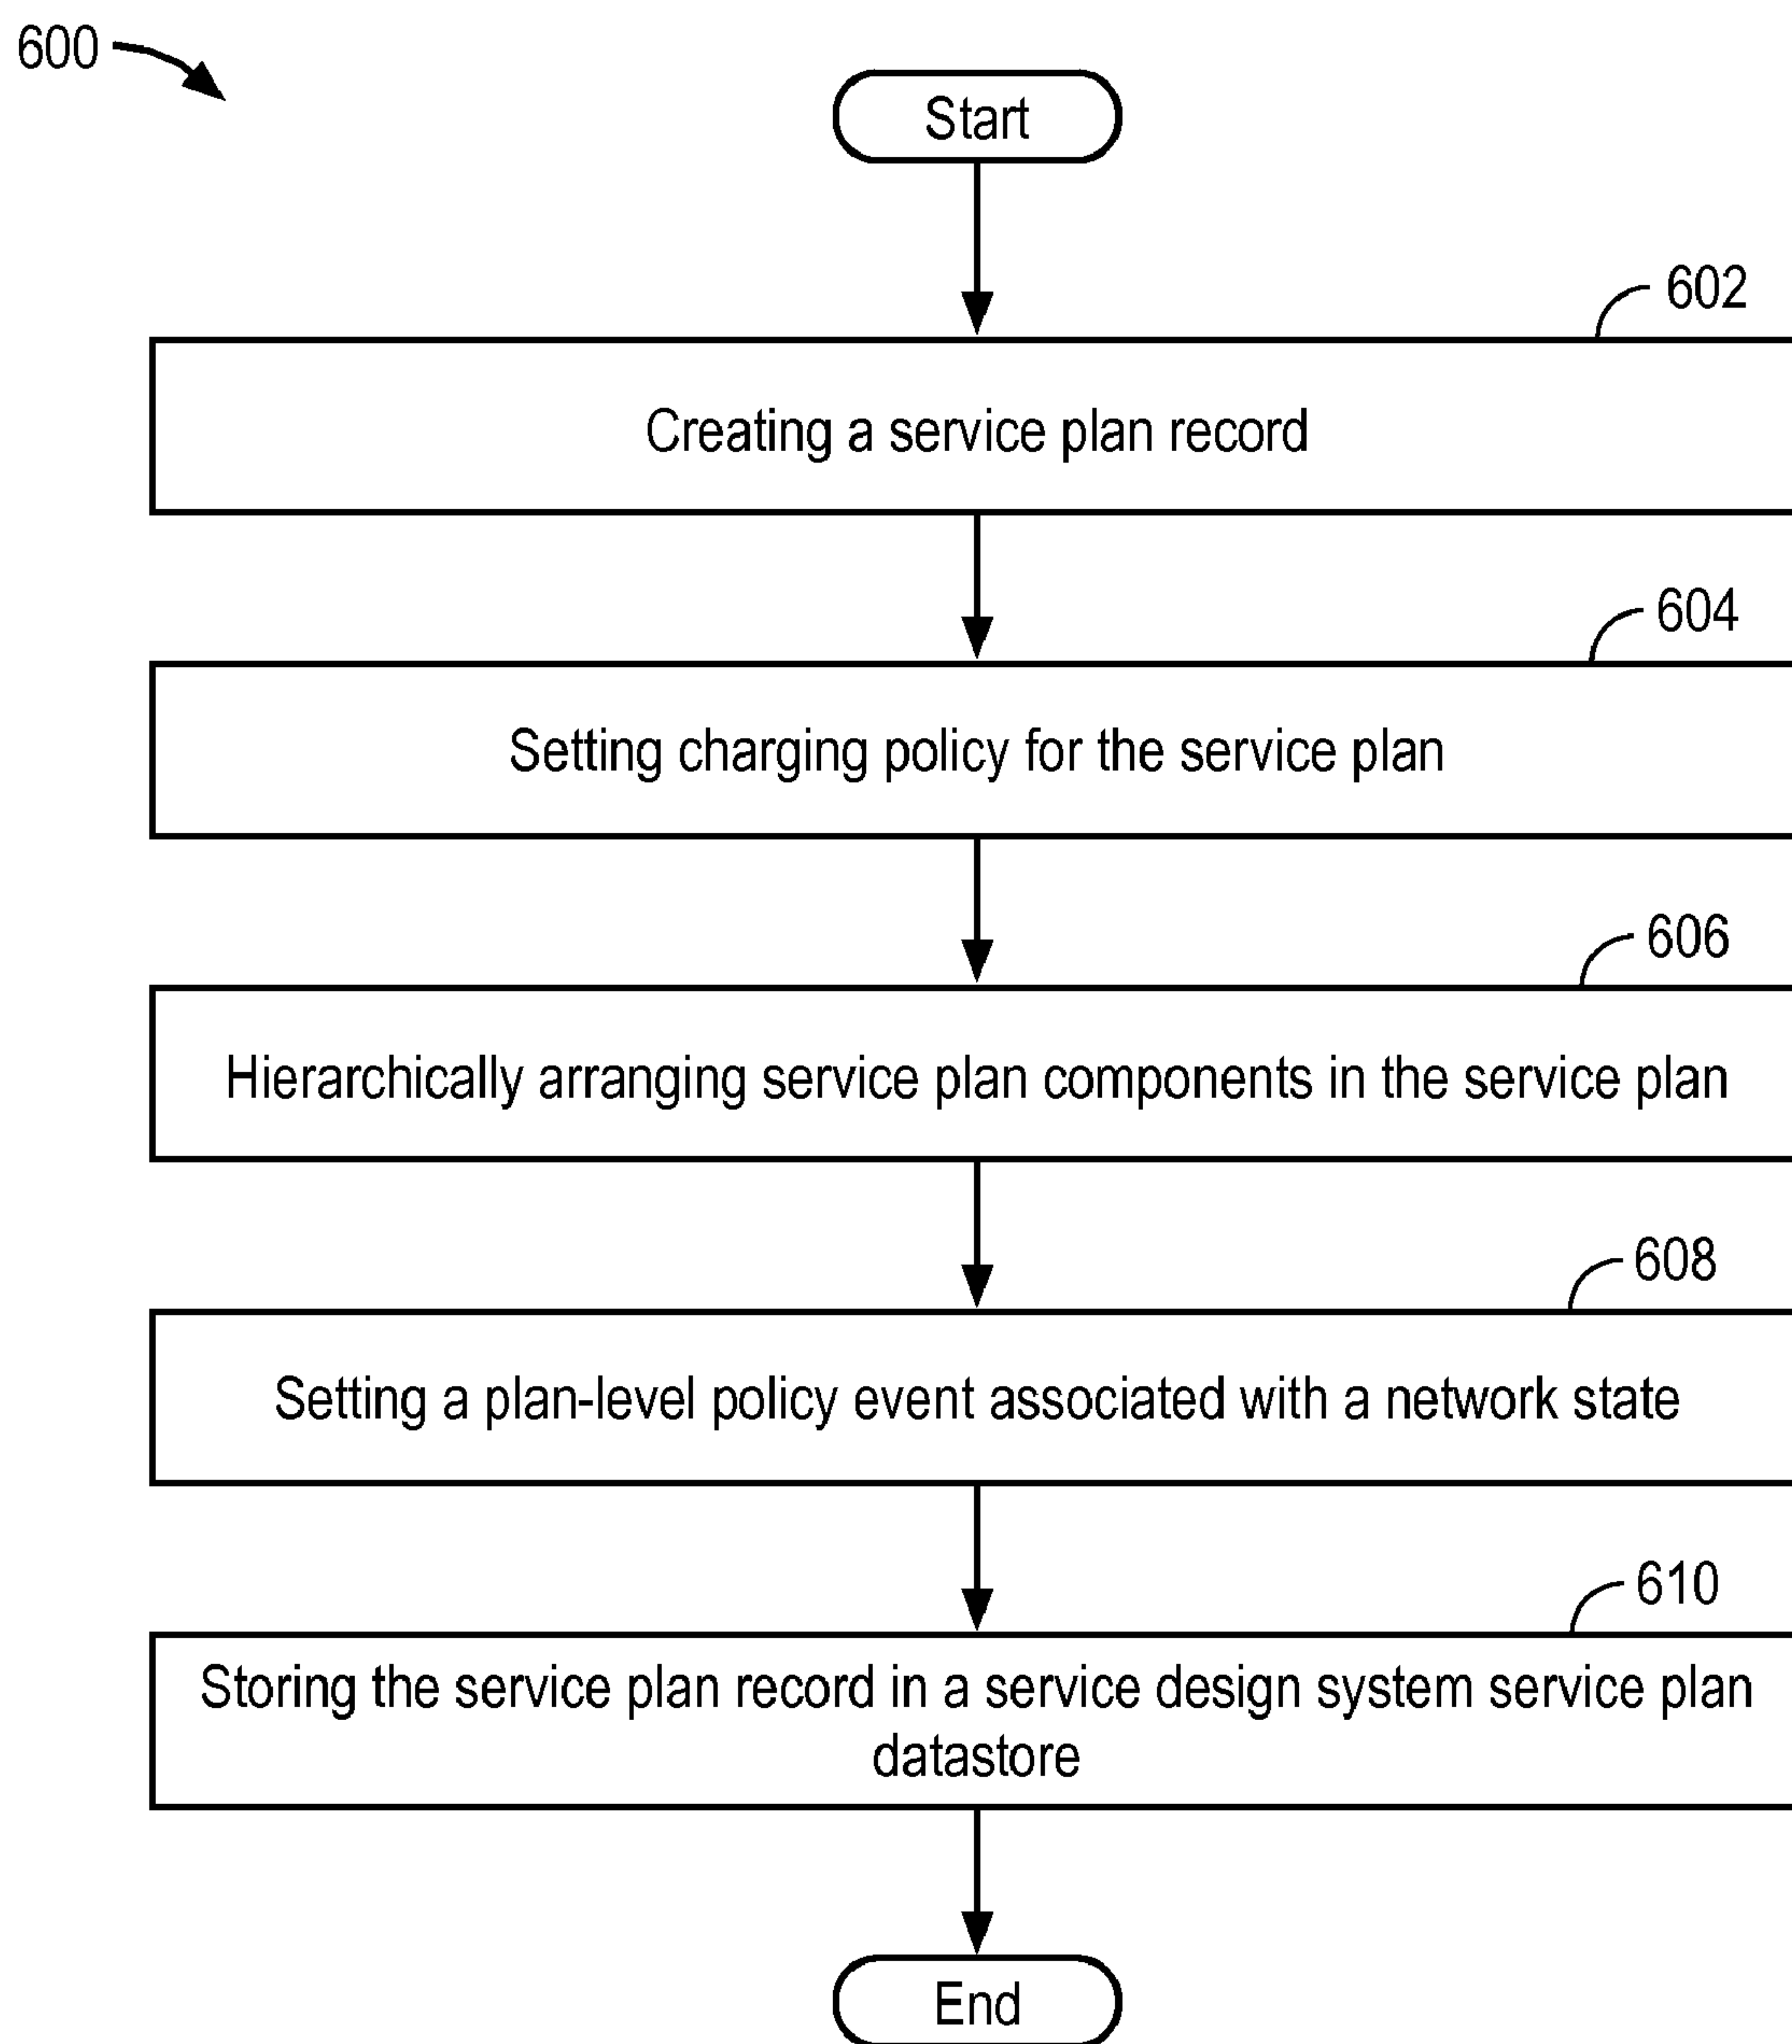 600
Start
602
Creating a service plan record
604
Setting charging policy for the service plan
606
Hierarchically arranging service plan components in the service plan
608
Setting a plan-level policy event associated with a network state
610
Storing the service plan record in a service design system service plan
datastore
End